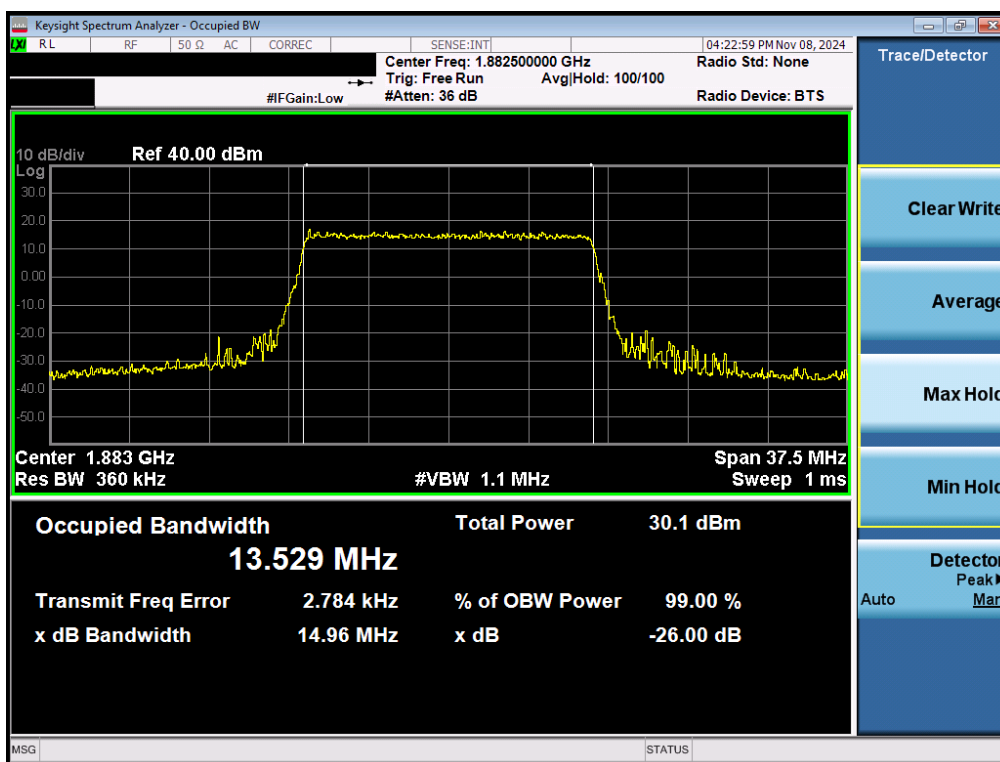 Keysight Spectrum Analyzer - Occupied BW
LXI RL RF 50 Ω AC CORREC SENSE:INT 04:22:59 PM Nov 08, 2024
Center Freq: 1.882500000 GHz Radio Std: None
Trig: Free Run Avg|Hold: 100/100
#IFGain:Low #Atten: 36 dB Radio Device: BTS
Trace/Detector
10 dB/div Ref 40.00 dBm
Log
30.0
20.0
10.0
0.00
-10.0
-20.0
-30.0
-40.0
-50.0
Center 1.883 GHz Span 37.5 MHz
Res BW 360 kHz #VBW 1.1 MHz Sweep 1 ms
Occupied Bandwidth Total Power 30.1 dBm
13.529 MHz
Transmit Freq Error 2.784 kHz % of OBW Power 99.00 %
x dB Bandwidth 14.96 MHz x dB -26.00 dB
Clear Write
Average
Max Hold
Min Hold
Detector
Peak
Auto Man
MSG STATUS